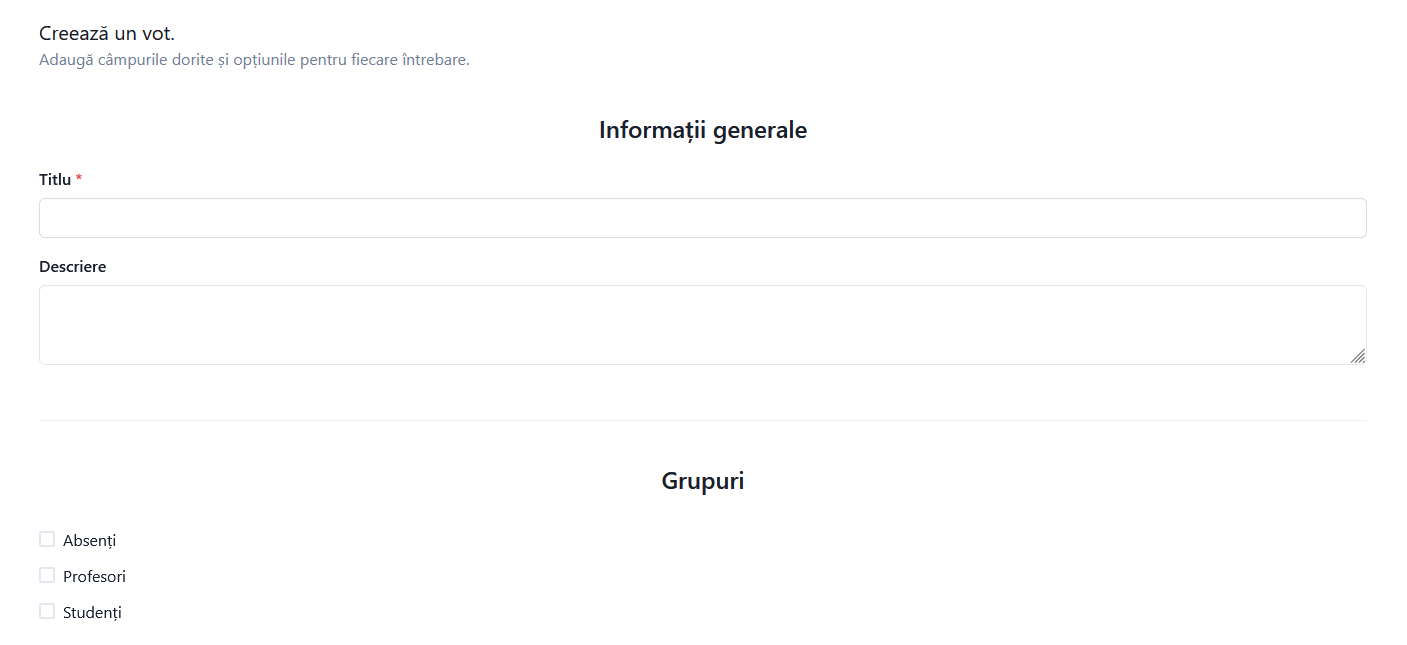 Creează un vot.
Adaugă câmpurile dorite și opțiunile pentru fiecare întrebare.
Informații generale
Titlu *
Descriere
Grupuri
Absenți
Profesori
Studenți